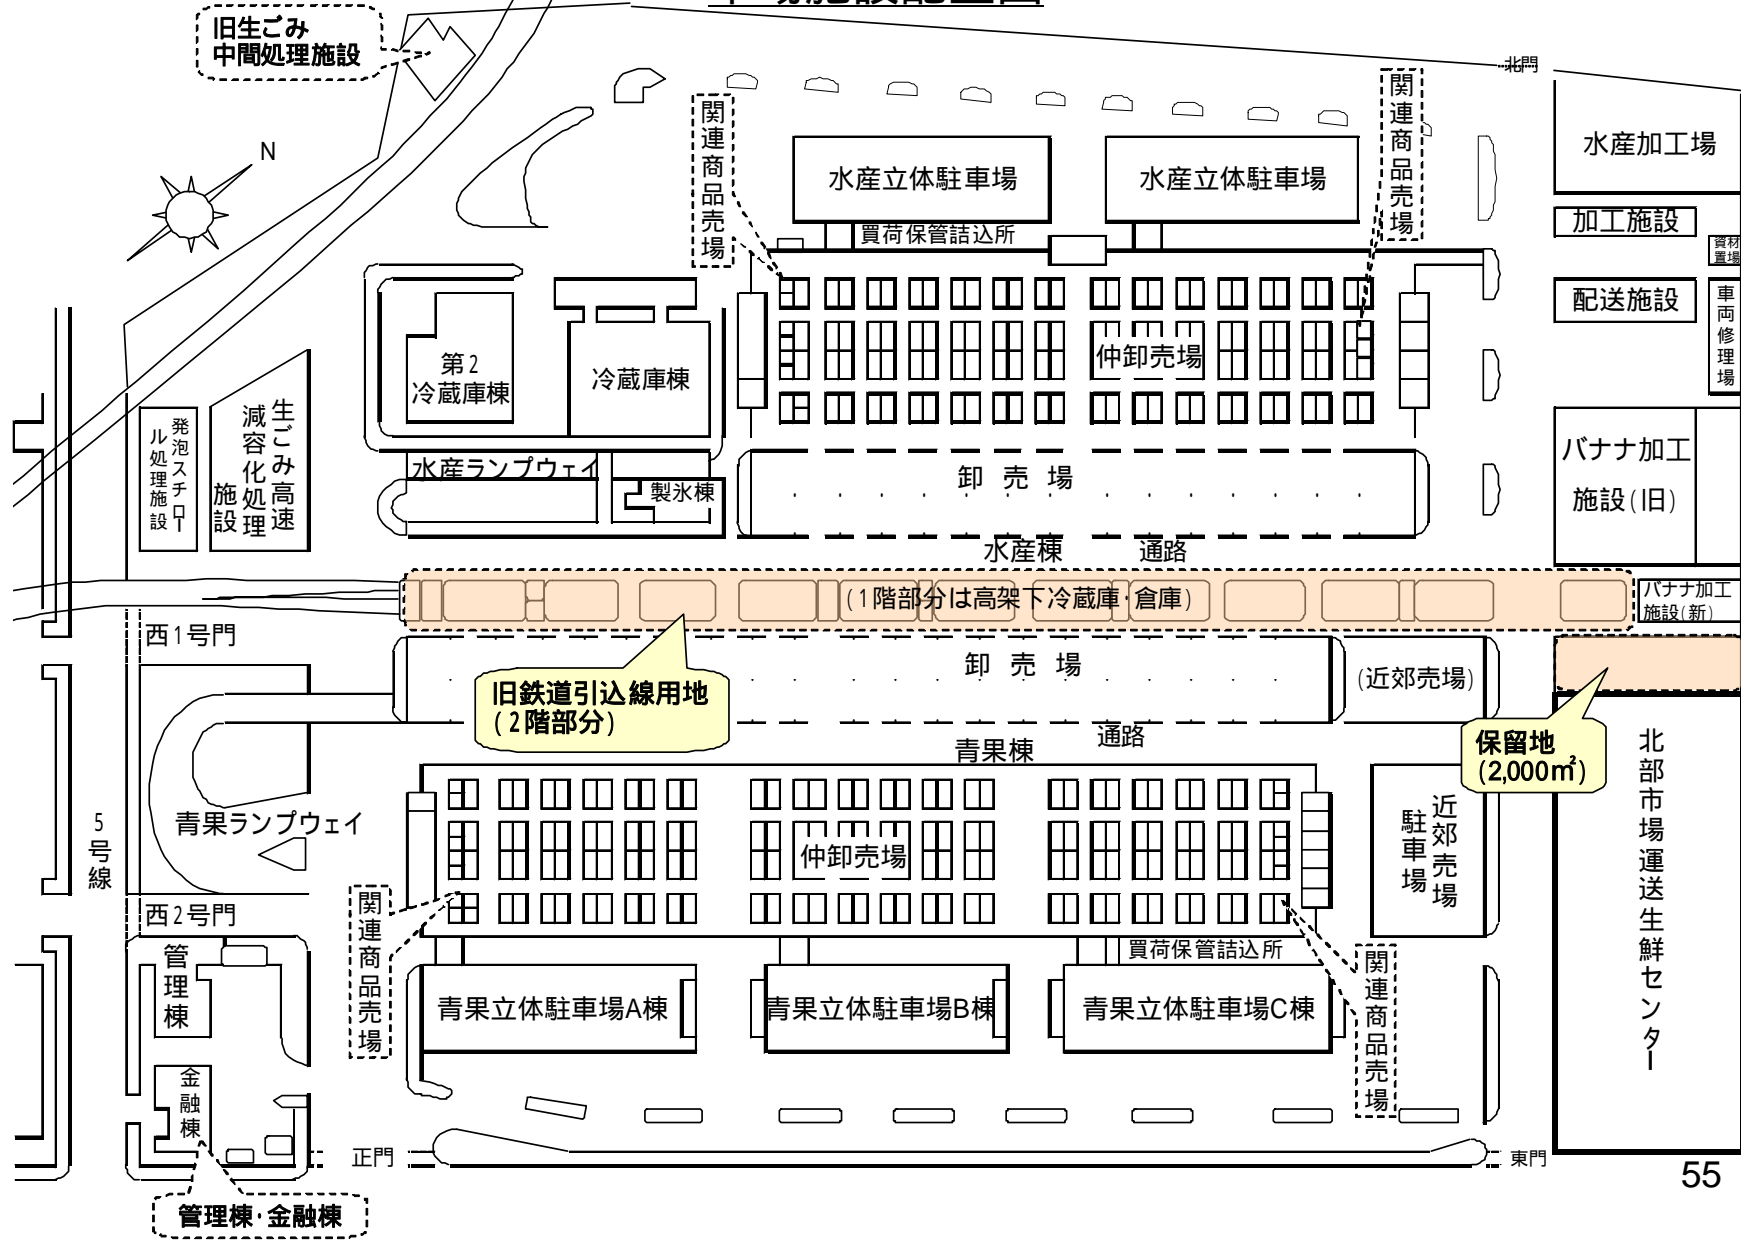 旧生ごみ
中間処理施設
北門
N
関連商品売場
関連商品売場
水産立体駐車場
水産立体駐車場
水産加工場
買荷保管詰込所
加工施設
資材
置場
配送施設
車両修理場
仲卸売場
第2
冷蔵庫棟
冷蔵庫棟
発泡スチロー
ル処理施設
生ごみ高速
減容化処理
施設
水産ランプウェイ
製氷棟
卸売場
バナナ加工
施設(旧)
水産棟
通路
(1階部分は高架下冷蔵庫・倉庫)
バナナ加工
施設(新)
西1号門
卸売場
(近郊売場)
旧鉄道引込線用地
(2階部分)
通路
青果棟
保留地
(2,000㎡)
北部市場運送生鮮センター
5号線
青果ランプウェイ
仲卸売場
近郊売場
駐車場
西2号門
関連商品売場
管理棟
買荷保管詰込所
関連商品売場
青果立体駐車場A棟
青果立体駐車場B棟
青果立体駐車場C棟
金融棟
正門
東門
55
管理棟・金融棟